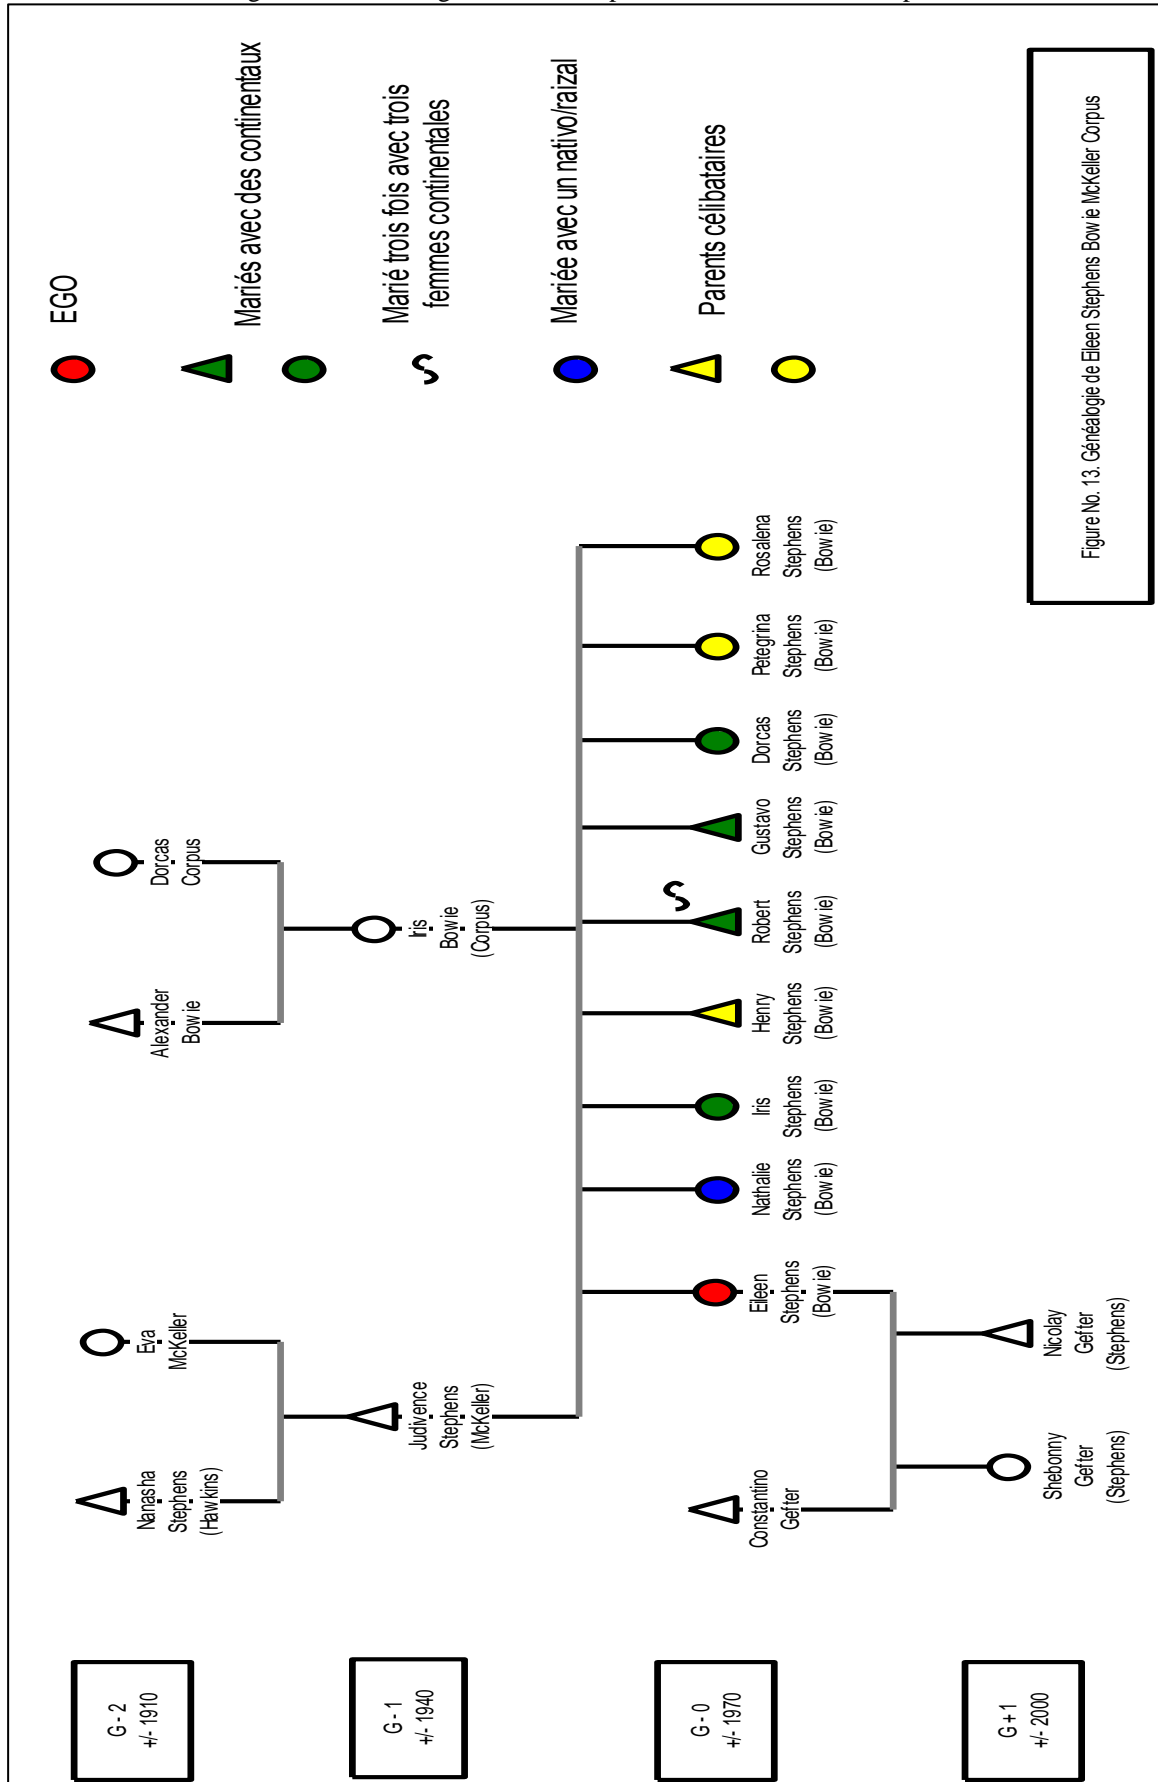 EGO
Mariés avec des continentaux
Marié trois fois avec trois
femmes continentales
Mariée avec un nativo/raizal
Parents célibataires
G - 2
+/- 1910
Nanasha
Stephens
(Hawkins)
Eva
McKeller
Alexander
Bowie
Dorcas
Corpus
G - 1
+/- 1940
Judivence
Stephens
(McKeller)
Iris
Bowie
(Corpus)
G - 0
+/- 1970
Constantino
Gefter
Eileen
Stephens
(Bowie)
Nathalie
Stephens
(Bowie)
Iris
Stephens
(Bowie)
Henry
Stephens
(Bowie)
Robert
Stephens
(Bowie)
Gustavo
Stephens
(Bowie)
Dorcas
Stephens
(Bowie)
Petegrina
Stephens
(Bowie)
Rosalena
Stephens
(Bowie)
G + 1
+/- 2000
Shebonny
Gefter
(Stephens)
Nicolay
Gefter
(Stephens)
Figure No. 13. Généalogie de Eileen Stephens Bowie McKeller Corpus